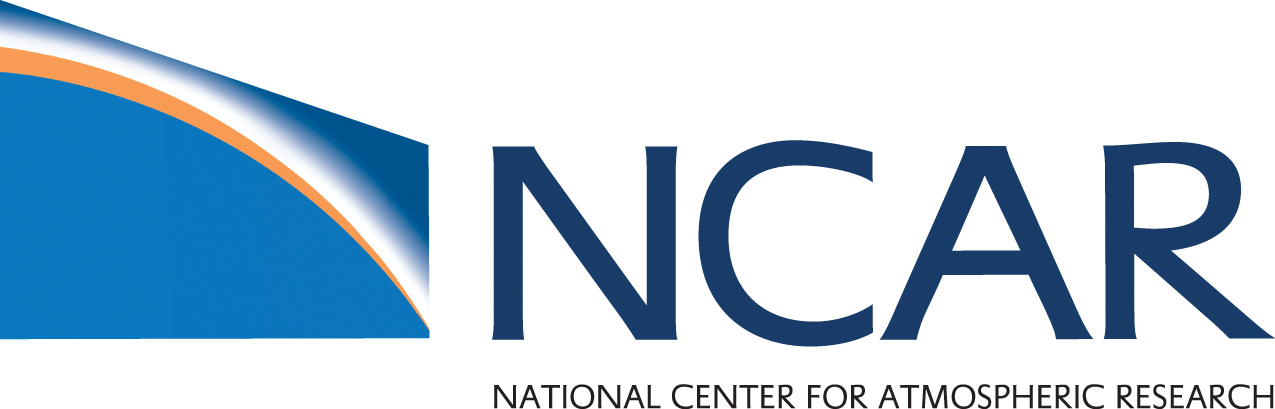 NCAR
NATIONAL CENTER FOR ATMOSPHERIC RESEARCH